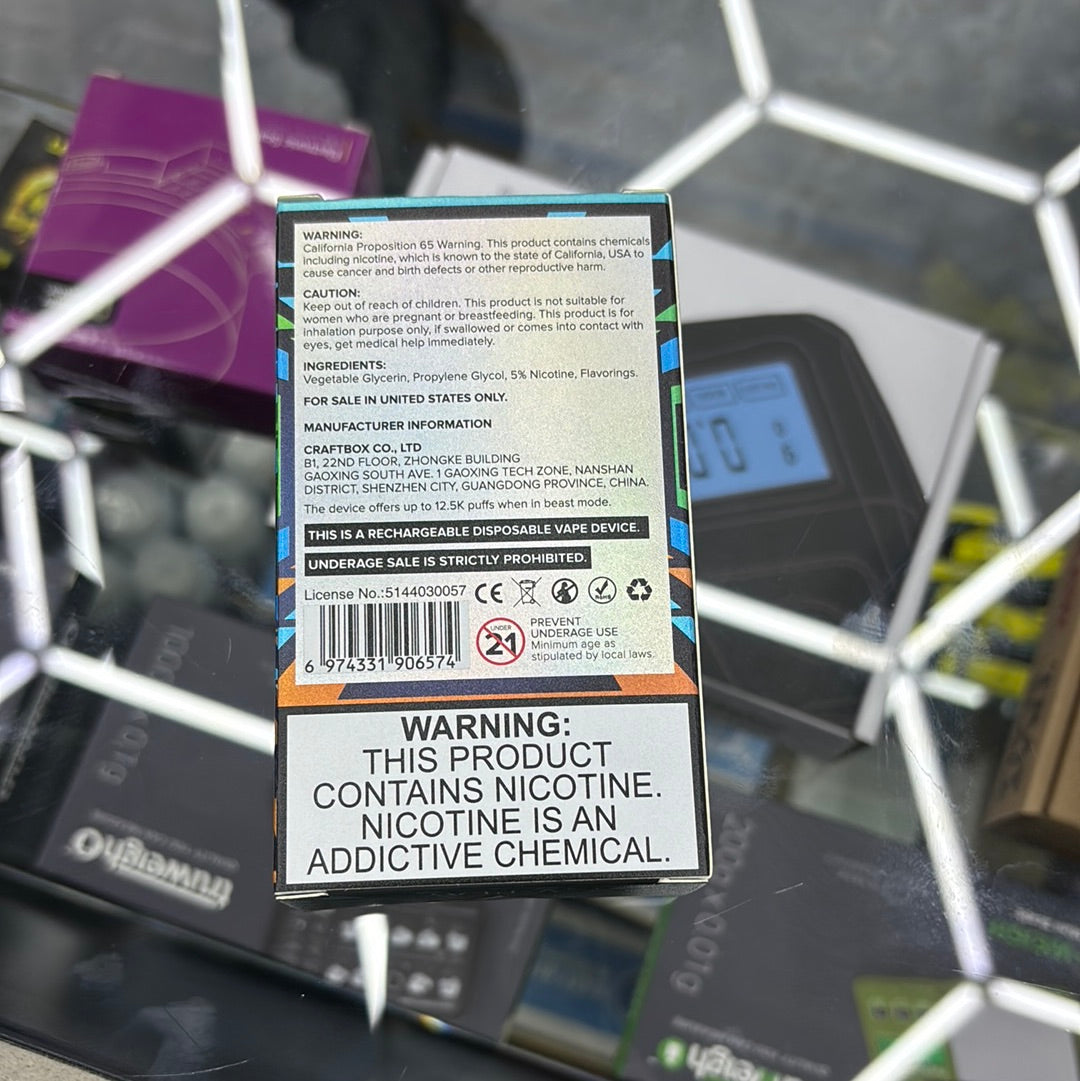 WARNING:
California Proposition 65 Warning. This product contains chemicals
including nicotine, which is known to the state of California, USA to
cause cancer and birth defects or other reproductive harm.
CAUTION:
Keep out of reach of children. This product is not suitable for
women who are pregnant or breastfeeding. This product is for
inhalation purpose only, if swallowed or comes into contact with
eyes, get medical help immediately.
INGREDIENTS:
Vegetable Glycerin, Propylene Glycol, 5% Nicotine, Flavorings.
FOR SALE IN UNITED STATES ONLY.
MANUFACTURER INFORMATION
CRAFTBOX CO., LTD
B1, 22ND FLOOR, ZHONGKE BUILDING
GAOXING SOUTH AVE. 1 GAOXING TECH ZONE, NANSHAN
DISTRICT, SHENZHEN CITY, GUANGDONG PROVINCE, CHINA.
The device offers up to 12.5K puffs when in beast mode.
THIS IS A RECHARGEABLE DISPOSABLE VAPE DEVICE.
UNDERAGE SALE IS STRICTLY PROHIBITED.
License No.:5144030057 CE
RoHS
6 974331 906574
UNDER
21
PREVENT
UNDERAGE USE
Minimum age as
stipulated by local laws.
WARNING:
THIS PRODUCT
CONTAINS NICOTINE.
NICOTINE IS AN
ADDICTIVE CHEMICAL.
truweigh
200 x 0.01g